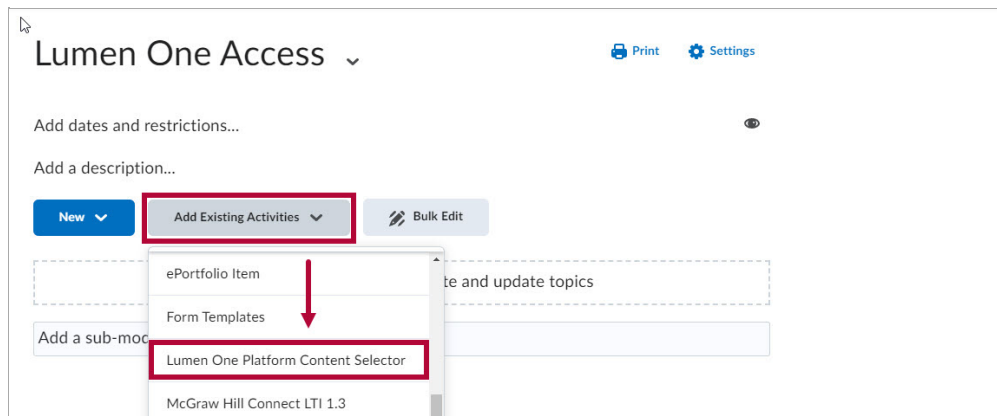 Lumen One Access
Print Settings
Add dates and restrictions...
Add a description...
New Add Existing Activities Bulk Edit
ePortfolio Item
te and update topics
Form Templates
Add a sub-mod
Lumen One Platform Content Selector
McGraw Hill Connect LTI 1.3